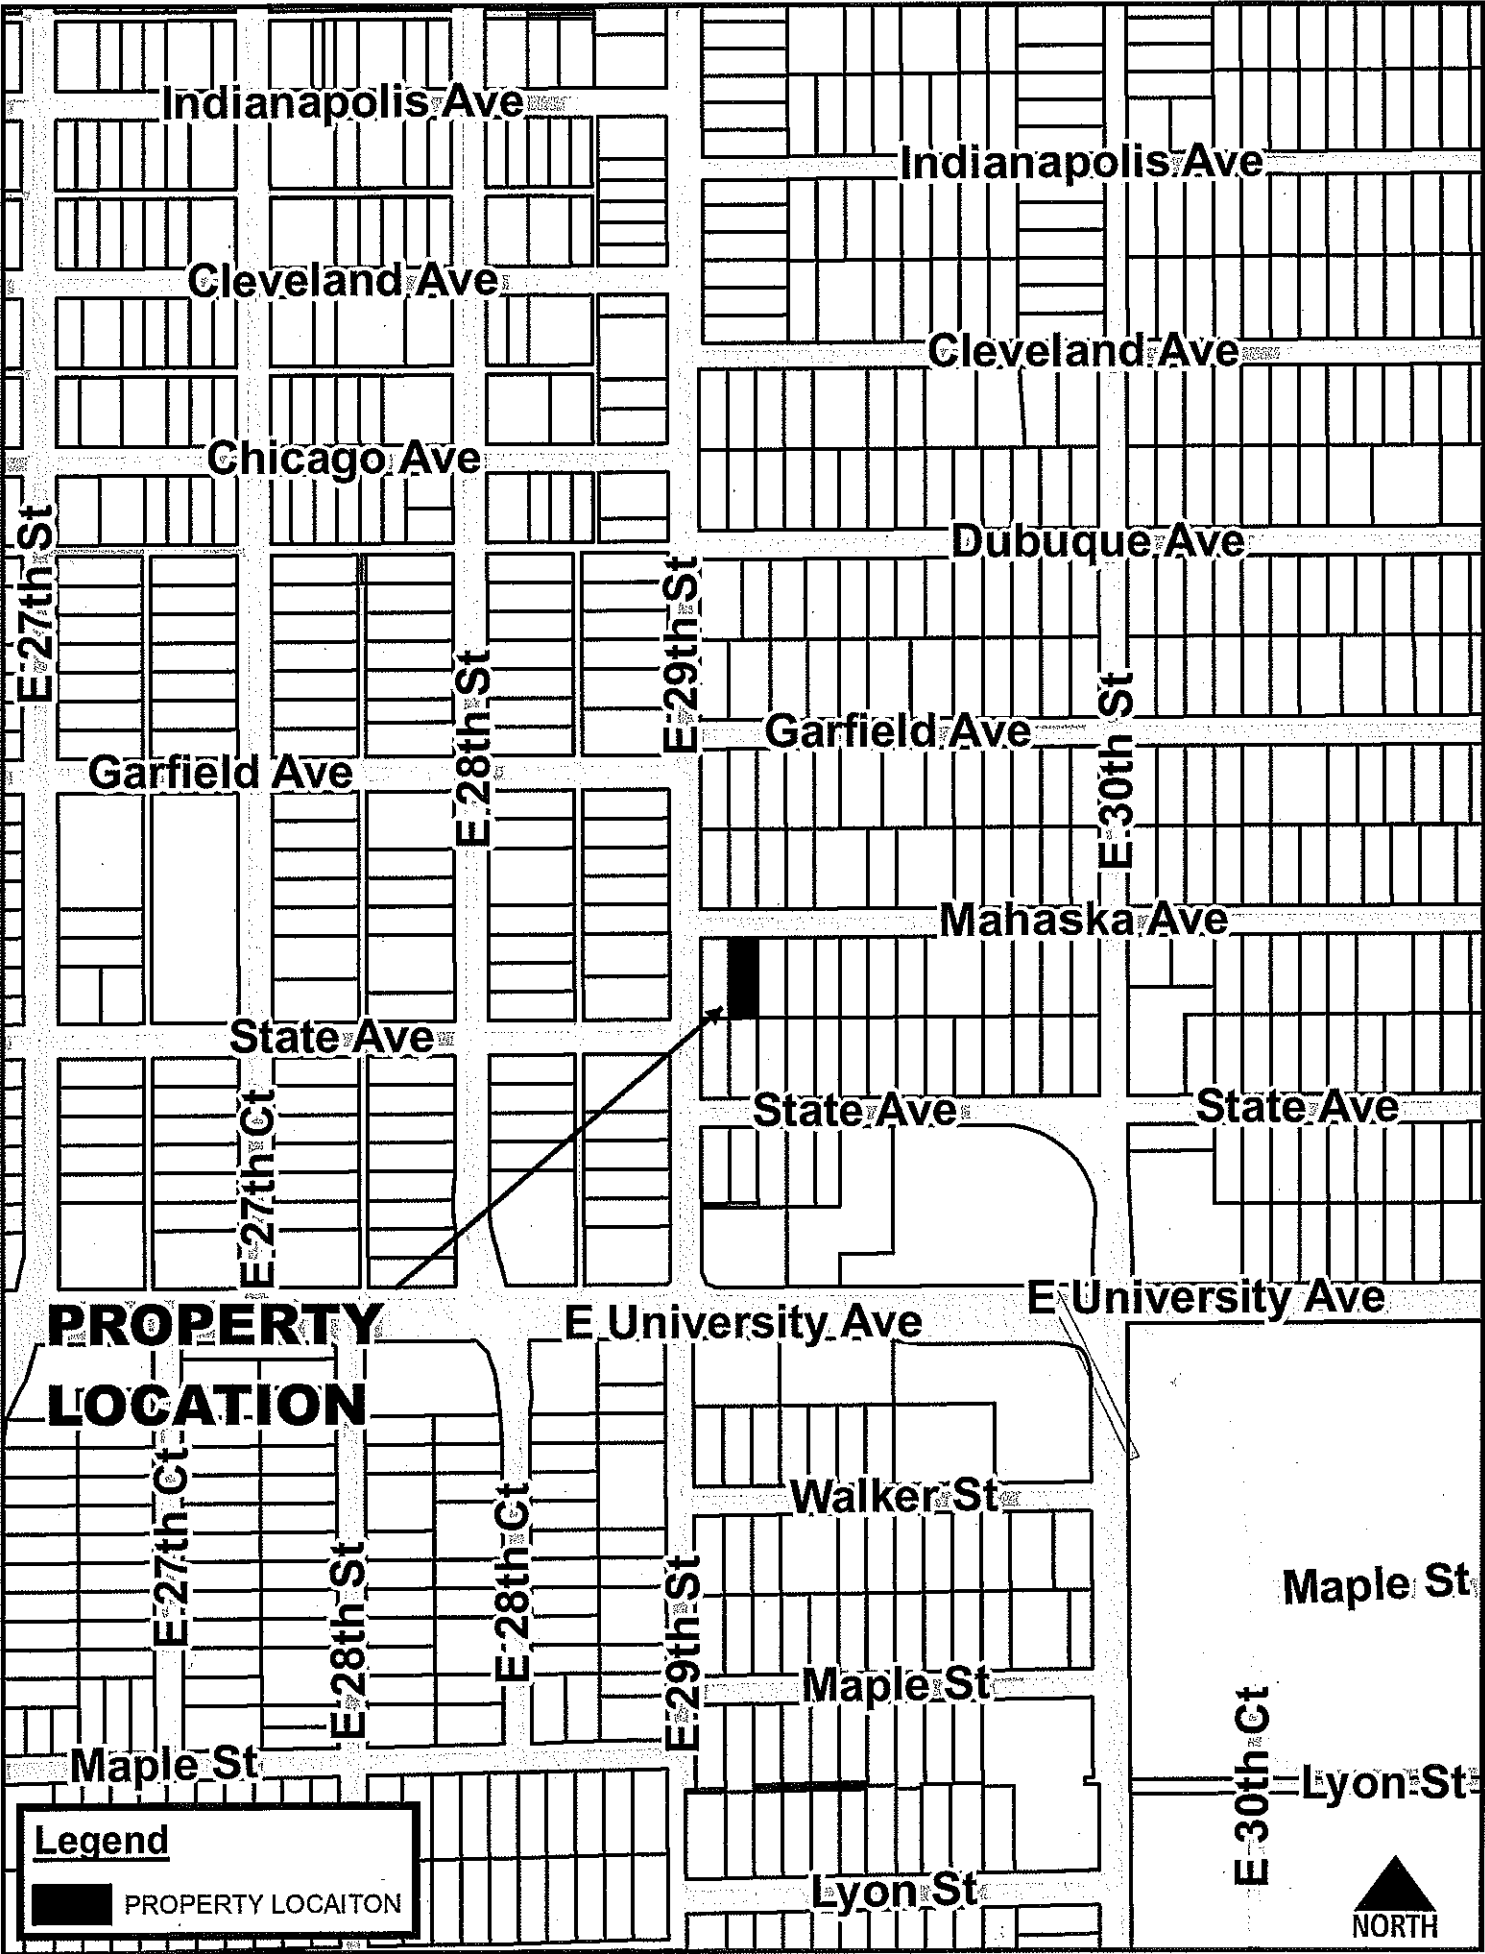 Indianapolis Ave
Indianapolis Ave
Cleveland Ave
Cleveland Ave
Chicago Ave
Dubuque Ave
E 27th St
E 28th St
E 29th St
E 30th St
Garfield Ave
Garfield Ave
Mahaska Ave
State Ave
State Ave
State Ave
E 27th Ct
PROPERTY
LOCATION
E University Ave
E University Ave
E 27th Ct
E 28th St
E 28th Ct
E 29th St
Walker St
Maple St
Maple St
Maple St
E 30th Ct
Lyon St
Lyon St
Legend
PROPERTY LOCAITON
NORTH